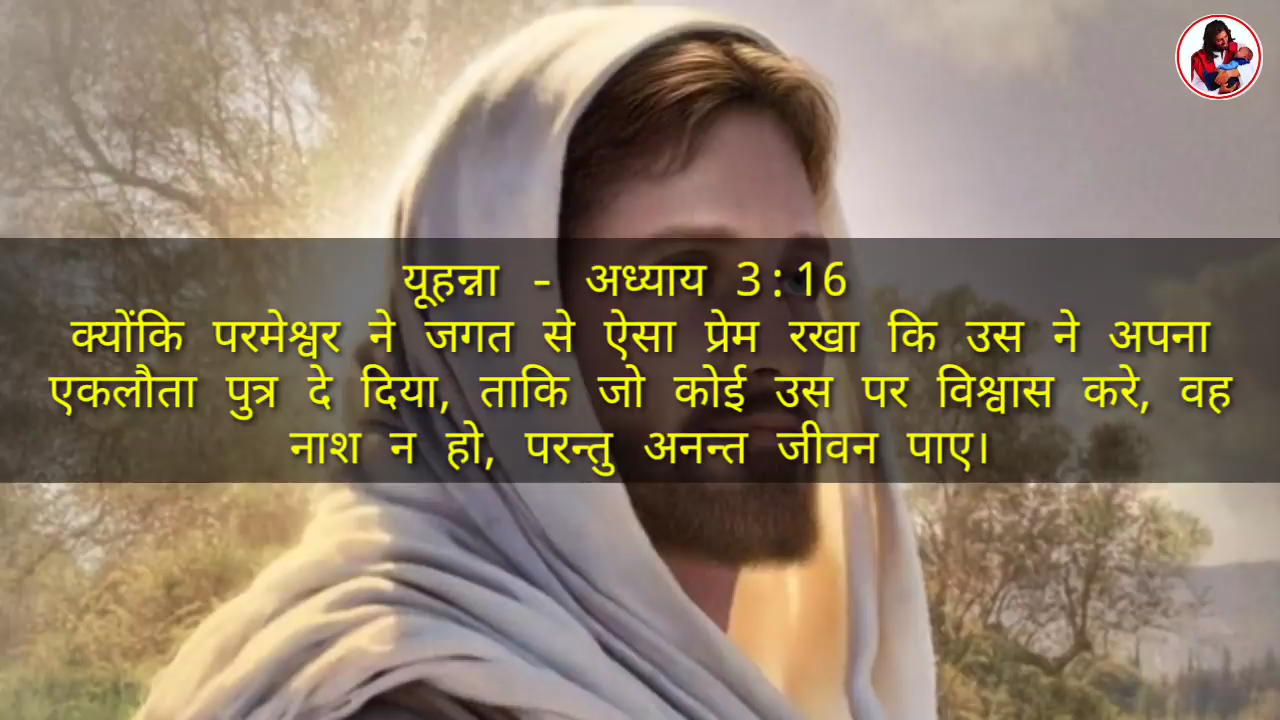 यूहन्ना - अध्याय 3:16
क्योंकि परमेश्वर ने जगत से ऐसा प्रेम रखा कि उस ने अपना
एकलौता पुत्र दे दिया, ताकि जो कोई उस पर विश्वास करे, वह
नाश न हो, परन्तु अनन्त जीवन पाए।